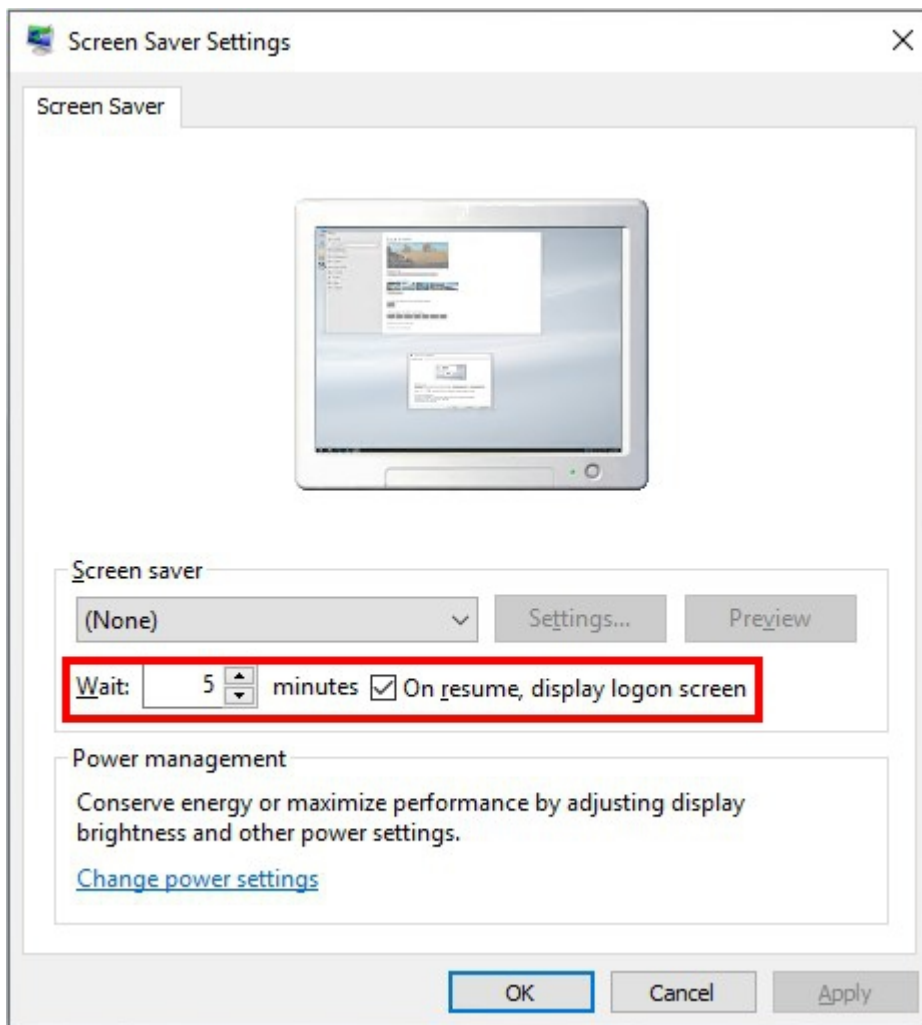 Screen Saver Settings
Screen Saver
Screen saver
(None)
Settings...
Preview
Wait: 5 minutes On resume, display logon screen
Power management
Conserve energy or maximize performance by adjusting display
brightness and other power settings.
Change power settings
OK
Cancel
Apply